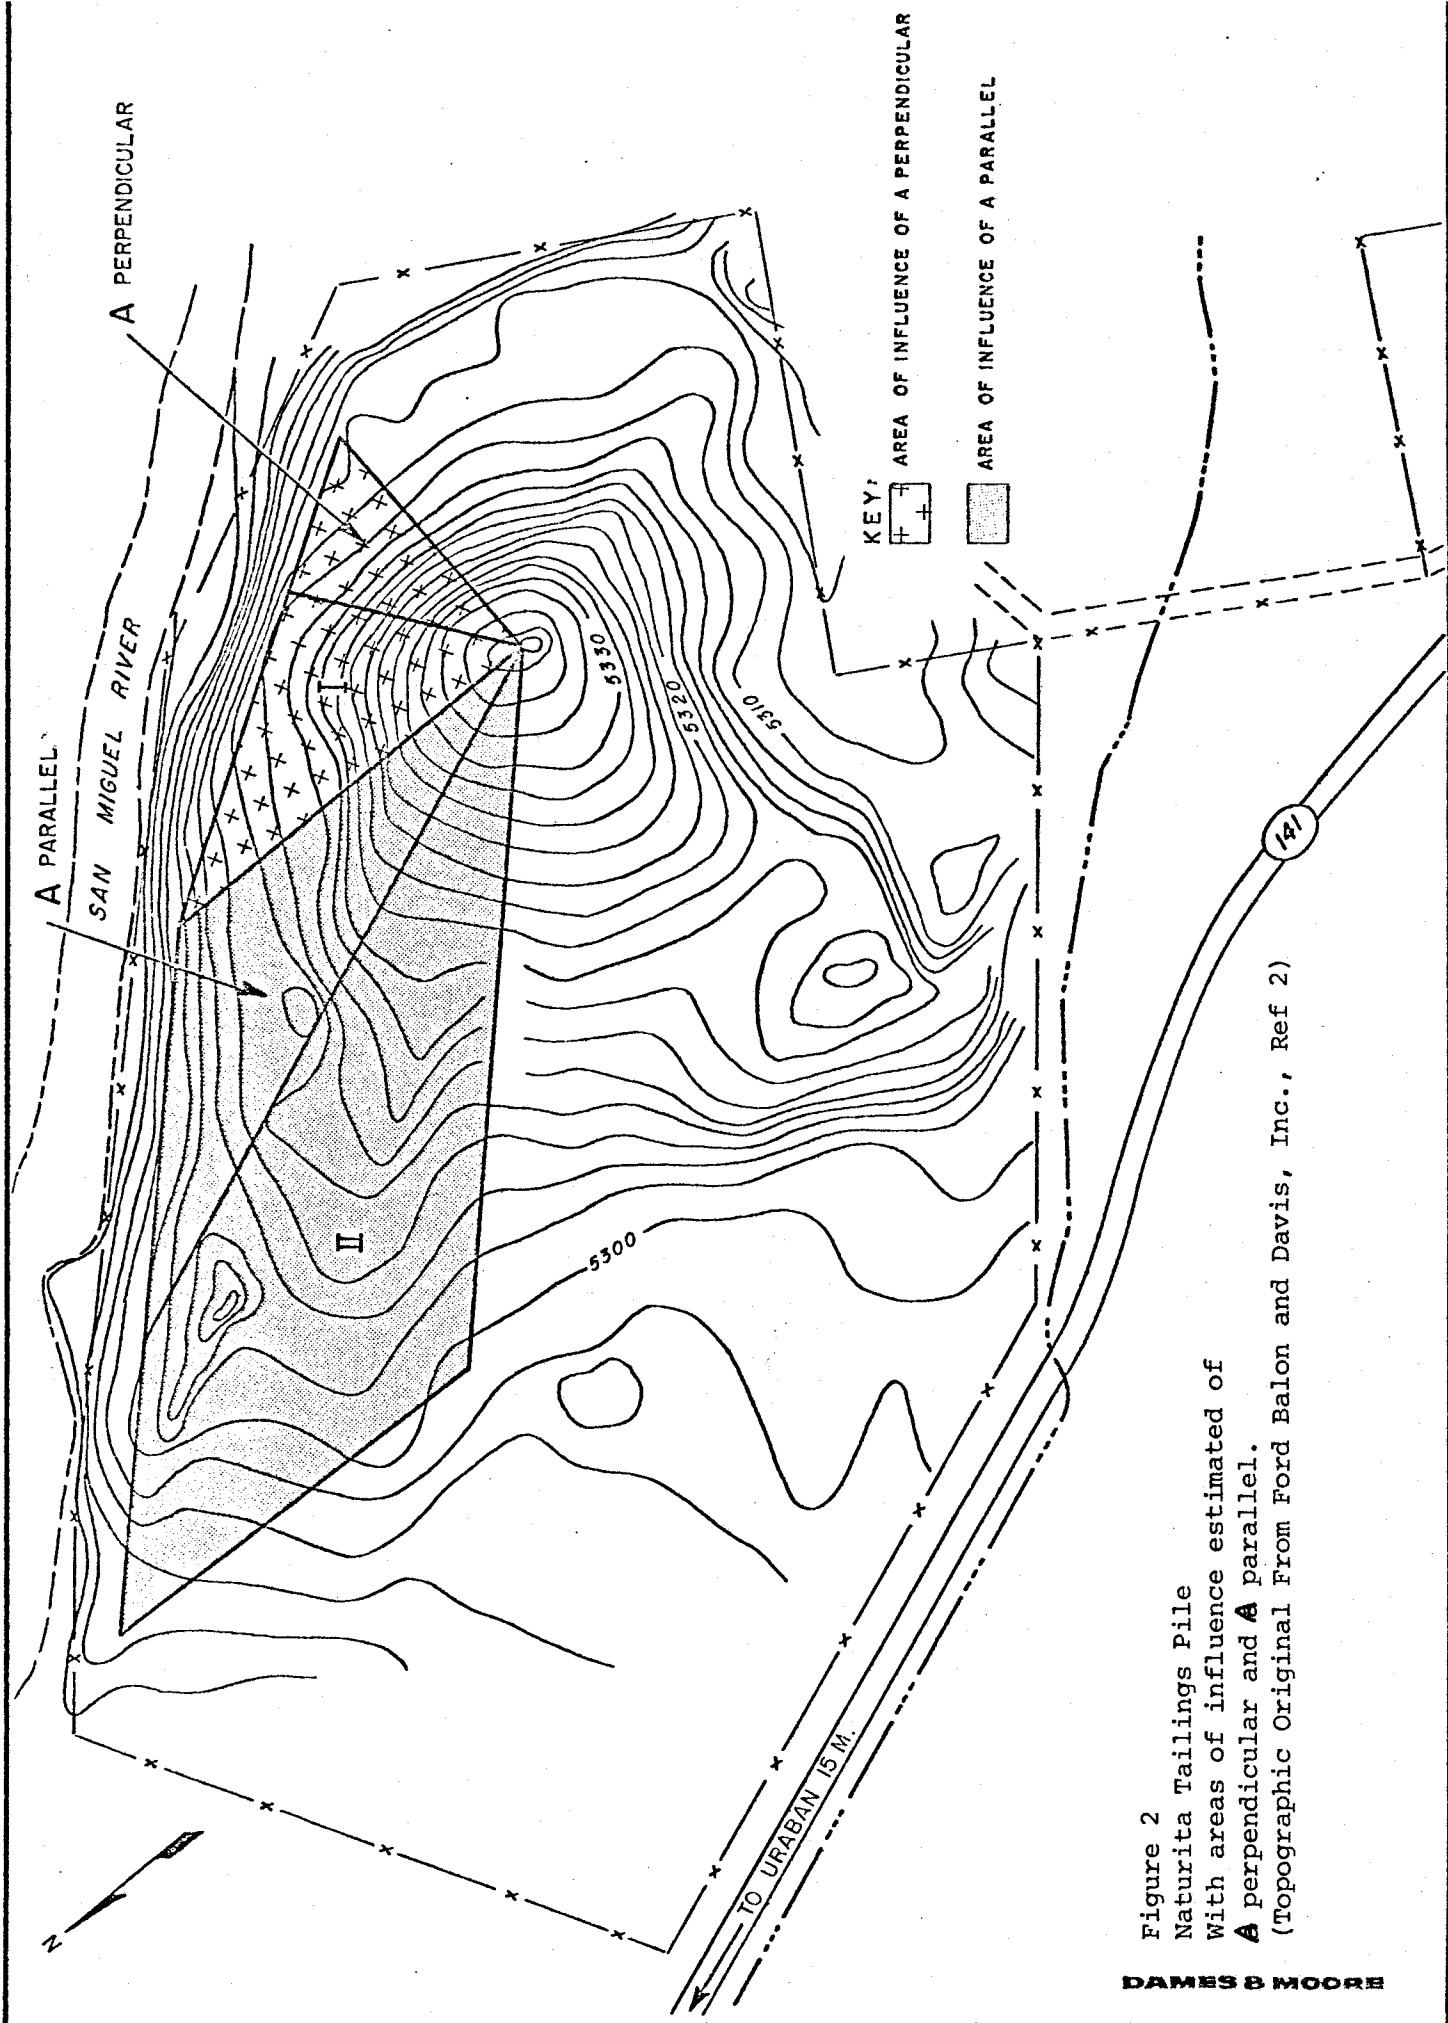 A PERPENDICULAR
A PARALLEL
SAN MIGUEL RIVER
I
II
5330
5320
5310
5300
KEY:
AREA OF INFLUENCE OF A PERPENDICULAR
AREA OF INFLUENCE OF A PARALLEL
141
TO URABAN 15 M.
N
Figure 2
Naturita Tailings Pile
With areas of influence estimated of
A perpendicular and A parallel.
(Topographic Original From Ford Balon and Davis, Inc., Ref 2)
DAMES & MOORE